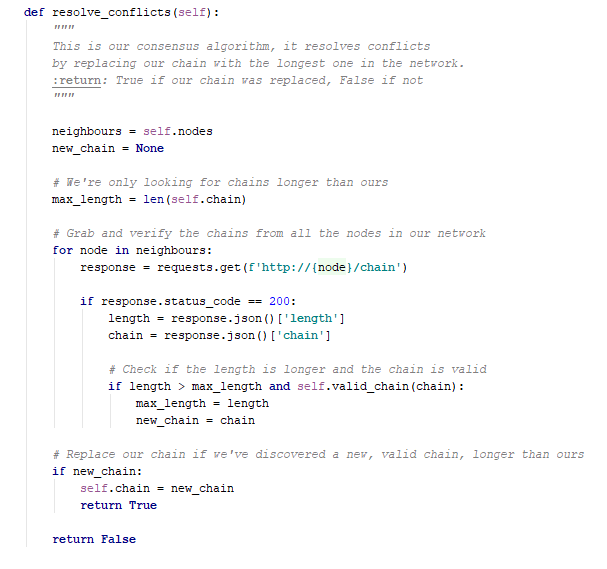 def resolve_conflicts(self):
    """
    This is our consensus algorithm, it resolves conflicts
    by replacing our chain with the longest one in the network.
    :return: True if our chain was replaced, False if not
    """
    neighbours = self.nodes
    new_chain = None
    # We're only looking for chains longer than ours
    max_length = len(self.chain)
    # Grab and verify the chains from all the nodes in our network
    for node in neighbours:
        response = requests.get(f'http://{node}/chain')
        if response.status_code == 200:
            length = response.json()['length']
            chain = response.json()['chain']
            # Check if the length is longer and the chain is valid
            if length > max_length and self.valid_chain(chain):
                max_length = length
                new_chain = chain
    # Replace our chain if we've discovered a new, valid chain, longer than ours
    if new_chain:
        self.chain = new_chain
        return True
    return False